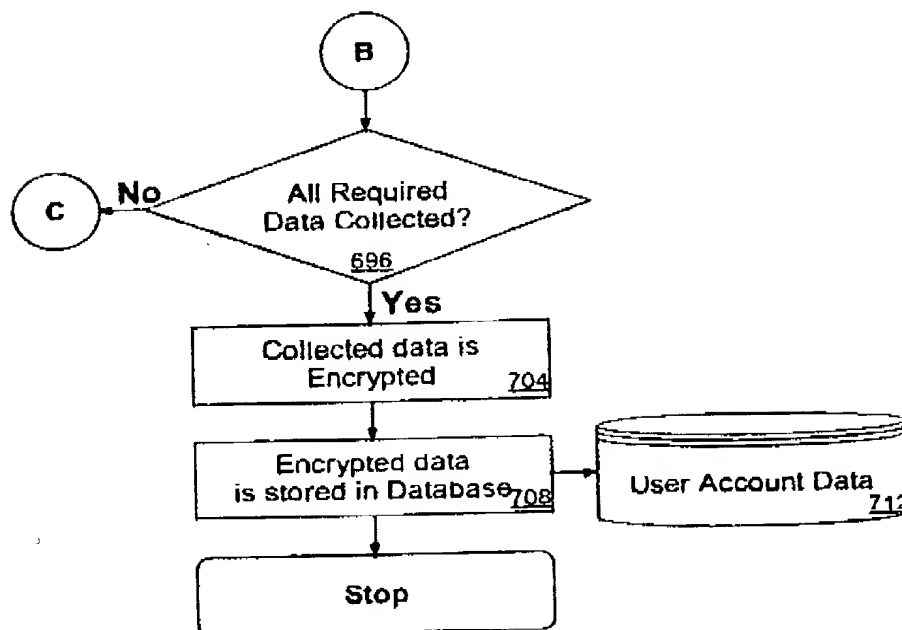 B
All Required
Data Collected?
696
No
C
Yes
Collected data is
Encrypted
704
Encrypted data
is stored in Database
708
User Account Data
712
Stop